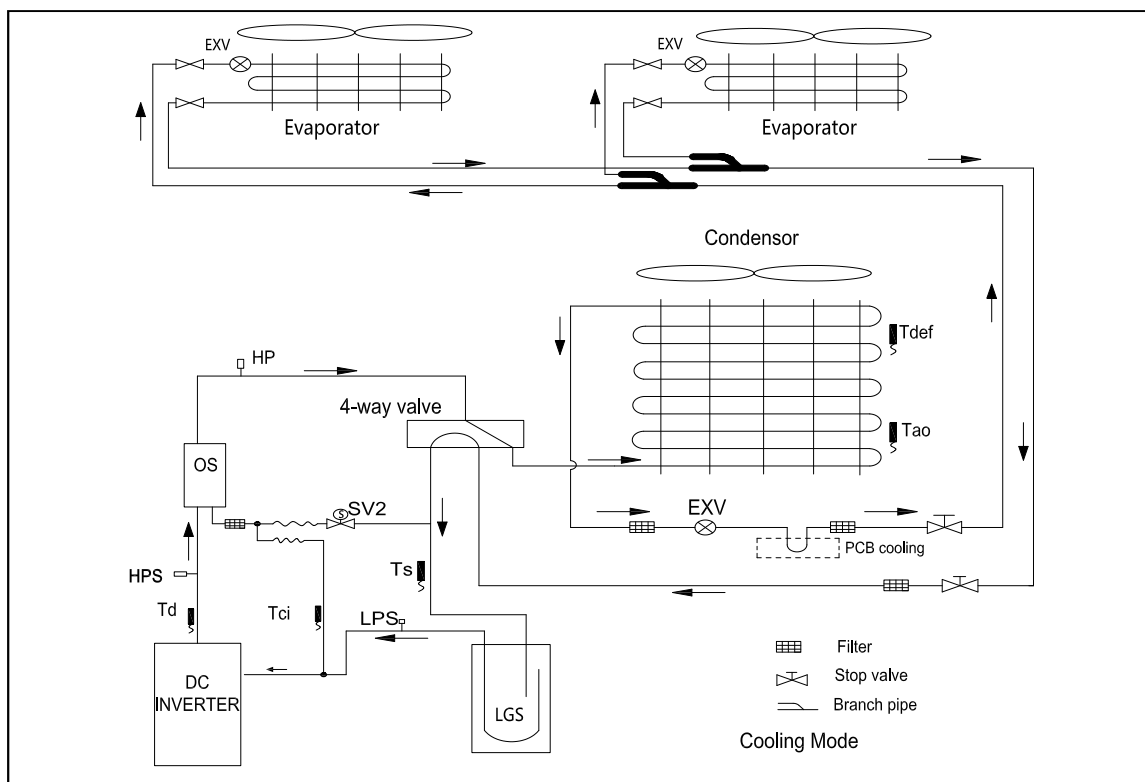 EXV
EXV
Evaporator
Evaporator
Condensor
Tdef
HP
4-way valve
Tao
OS
SV2
EXV
PCB cooling
HPS
Ts
Td
Tci
LPS
Filter
DC
INVERTER
LGS
Stop valve
Branch pipe
Cooling Mode